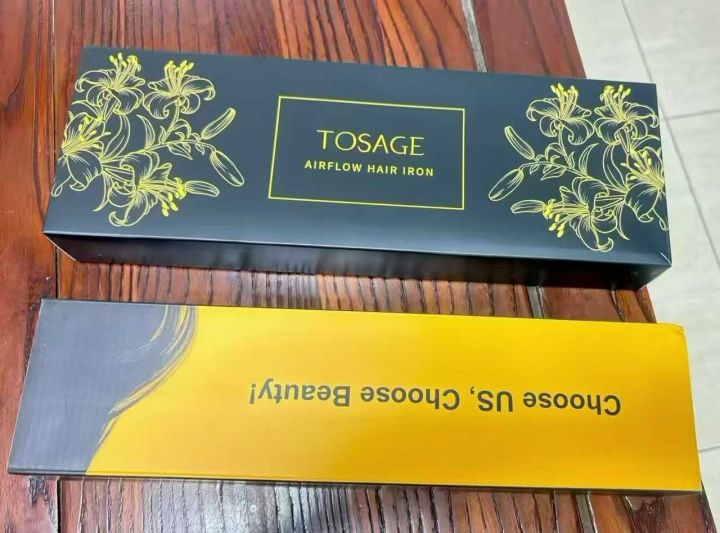 TOSAGE
AIRFLOW HAIR IRON
Choose US, Choose Beauty!